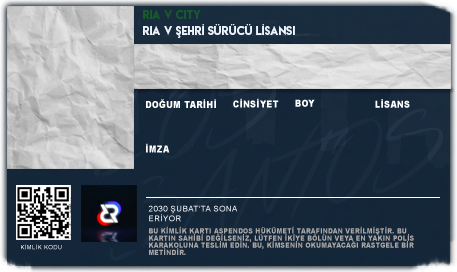 RIA V CITY
RIA V ŞEHRİ SÜRÜCÜ LİSANSI
DOĞUM TARİHİ CİNSİYET BOY LİSANS
İMZA
2030 ŞUBAT'TA SONA
ERİYOR
KİMLİK KODU
BU KİMLİK KARTI ASPENDOS HÜKÜMETİ TARAFINDAN VERİLMİŞTİR. BU
KARTIN SAHİBİ DEĞİLSENİZ, LÜTFEN İKİYE BÖLÜN VEYA EN YAKIN POLİS
KARAKOLUNA TESLİM EDİN. BU, KİMSENİN OKUMAYACAĞI RASTGELE BİR
METİNDİR.